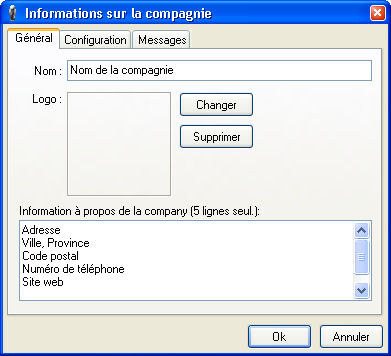 Informations sur la compagnie
Général Configuration Messages
Nom : Nom de la compagnie
Logo : Changer
Supprimer
Information à propos de la company (5 lignes seul.):
Adresse
Ville, Province
Code postal
Numéro de téléphone
Site web
Ok Annuler